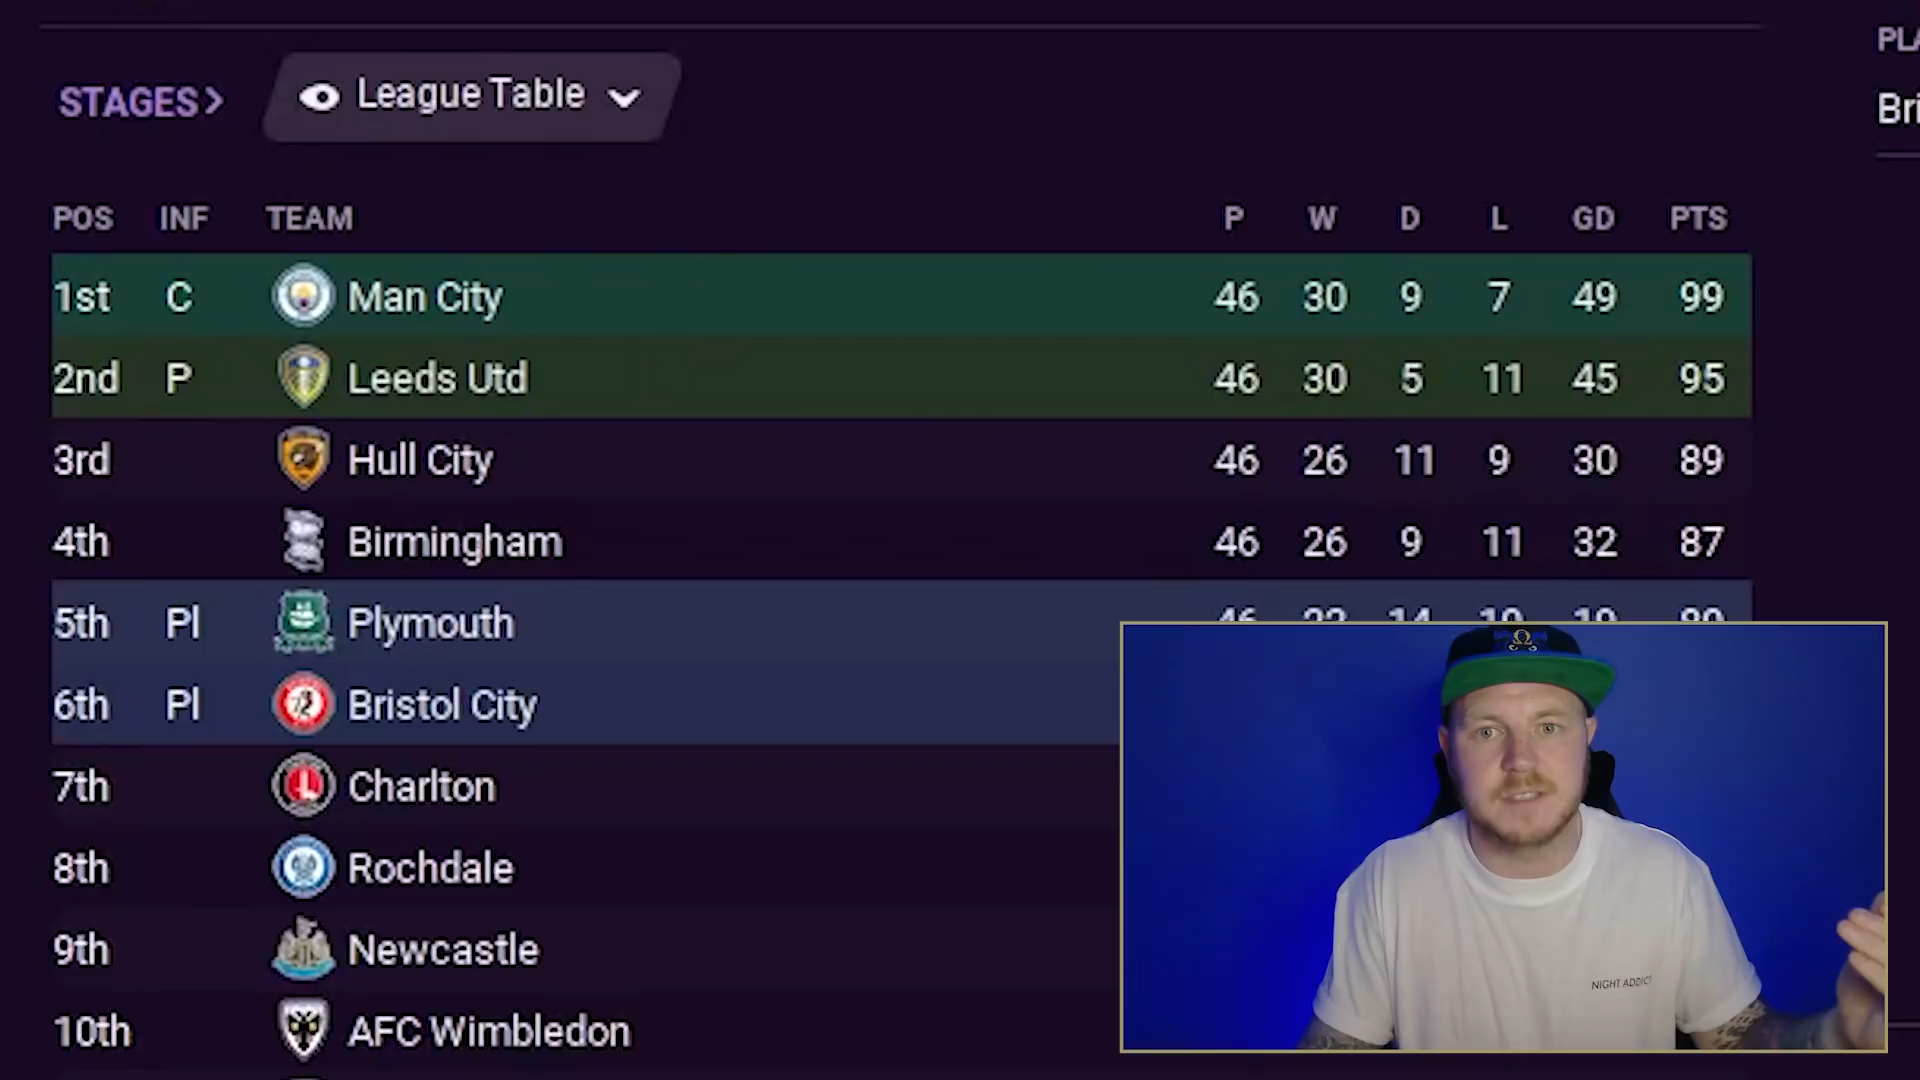 PLA
STAGES> League Table
Bri
POS INF TEAM P W D L GD PTS
1st C Man City 46 30 9 7 49 99
2nd P Leeds Utd 46 30 5 11 45 95
3rd Hull City 46 26 11 9 30 89
4th Birmingham 46 26 9 11 32 87
5th Pl Plymouth
6th Pl Bristol City
7th Charlton
8th Rochdale
9th Newcastle
10th AFC Wimbledon
NIGHT ADDICT